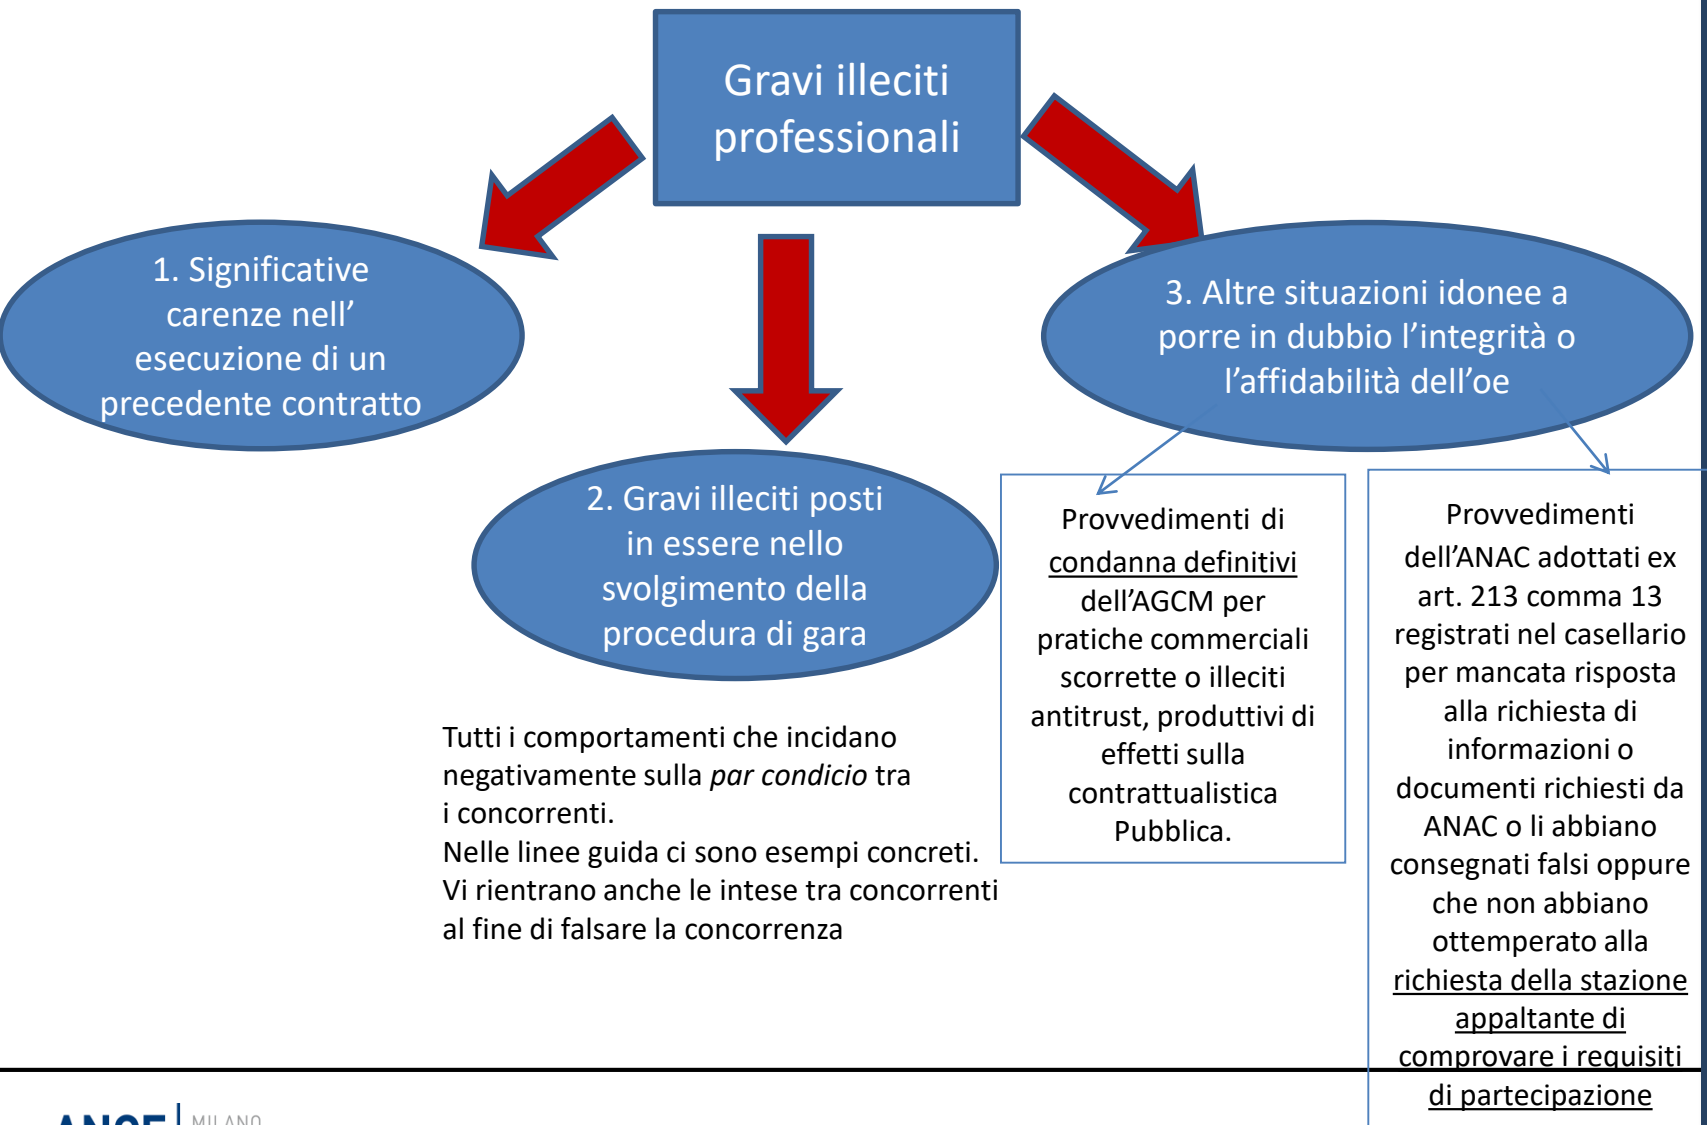 Gravi illeciti
professionali
1. Significative
carenze nell'
esecuzione di un
precedente contratto
2. Gravi illeciti posti
in essere nello
svolgimento della
procedura di gara
Tutti i comportamenti che incidano
negativamente sulla par condicio tra
i concorrenti.
Nelle linee guida ci sono esempi concreti.
Vi rientrano anche le intese tra concorrenti
al fine di falsare la concorrenza
3. Altre situazioni idonee a
porre in dubbio l'integrità o
l'affidabilità dell'oe
Provvedimenti di
condanna definitivi
dell'AGCM per
pratiche commerciali
scorrette o illeciti
antitrust, produttivi di
effetti sulla
contrattualistica
Pubblica.
Provvedimenti
dell'ANAC adottati ex
art. 213 comma 13
registrati nel casellario
per mancata risposta
alla richiesta di
informazioni o
documenti richiesti da
ANAC o li abbiano
consegnati falsi oppure
che non abbiano
ottemperato alla
richiesta della stazione
appaltante di
comprovare i requisiti
di partecipazione
ANCE MILANO